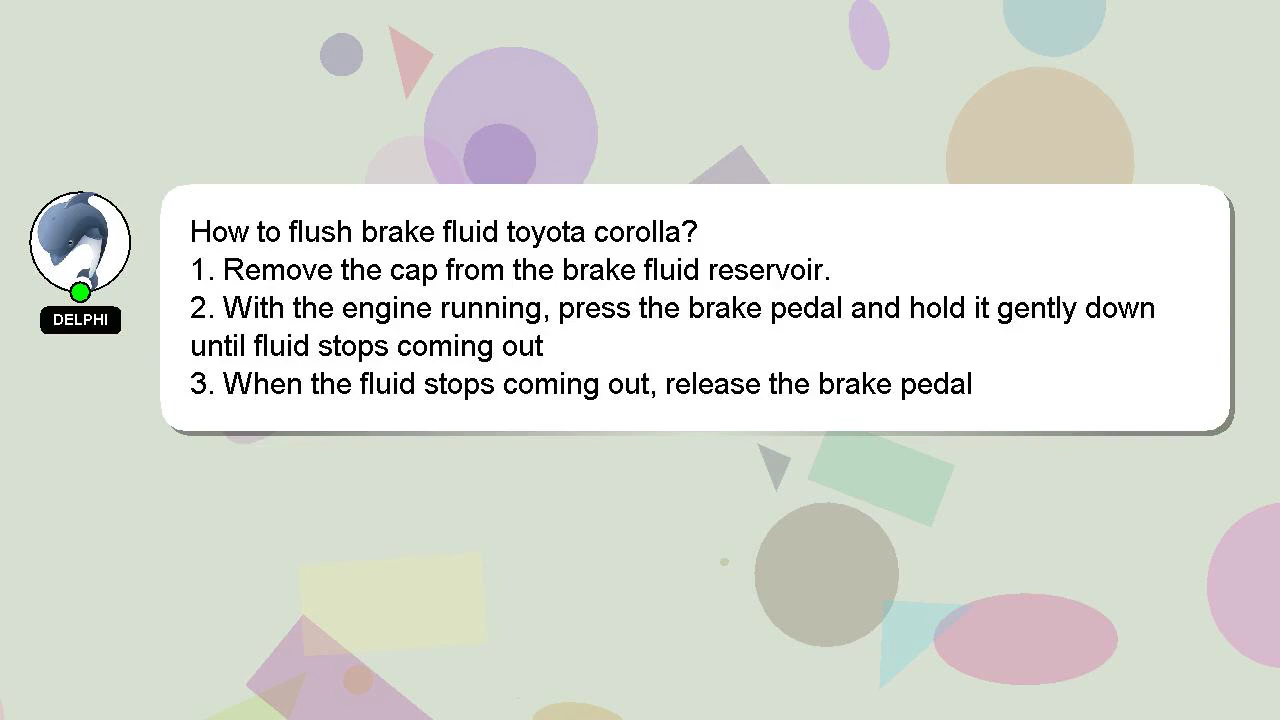 How to flush brake fluid toyota corolla?
1. Remove the cap from the brake fluid reservoir.
2. With the engine running, press the brake pedal and hold it gently down
until fluid stops coming out
3. When the fluid stops coming out, release the brake pedal
DELPHI